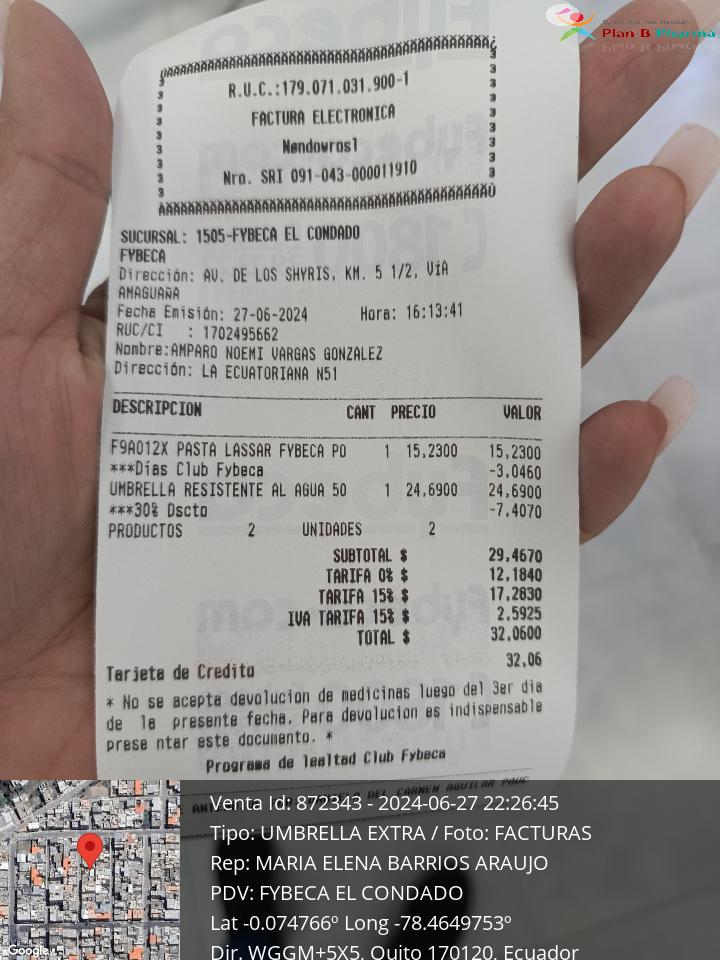 Plan B Pharma
R.U.C.:179.071.031.900-1
FACTURA ELECTRONICA
Nandowros1
Nro. SRI 091-043-000011910
SUCURSAL: 1505-FYBECA EL CONDADO
FYBECA
Dirección: AV. DE LOS SHYRIS, KM. 5 1/2, VíA
AMAGUAñA
Fecha Emisión: 27-06-2024 Hora: 16:13:41
RUC/CI : 1702495662
Nombre:AMPARO NOEMI VARGAS GONZALEZ
Dirección: LA ECUATORIANA N51
DESCRIPCION CANT PRECIO VALOR
F9A012X PASTA LASSAR FYBECA PO 1 15,2300 15,2300
***Días Club Fybeca -3,0460
UMBRELLA RESISTENTE AL AGUA 50 1 24,6900 24,6900
***30% Dscto -7,4070
PRODUCTOS 2 UNIDADES 2
SUBTOTAL $ 29,4670
TARIFA 0% $ 12,1840
TARIFA 15% $ 17,2830
IVA TARIFA 15% $ 2,5925
TOTAL $ 32,0600
Tarjeta de Credito 32,06
* No se acepta devolucion de medicinas luego del 3er dia
de la presente fecha. Para devolucion es indispensable
prese ntar este documento. *
Programa de lealtad Club Fybeca
DEL CARMEN AGUILAR
Venta Id: 872343 - 2024-06-27 22:26:45
Tipo: UMBRELLA EXTRA / Foto: FACTURAS
Rep: MARIA ELENA BARRIOS ARAUJO
PDV: FYBECA EL CONDADO
Lat -0.074766º Long -78.4649753º
Dir. WGGM+5X5, Quito 170120, Ecuador
Google